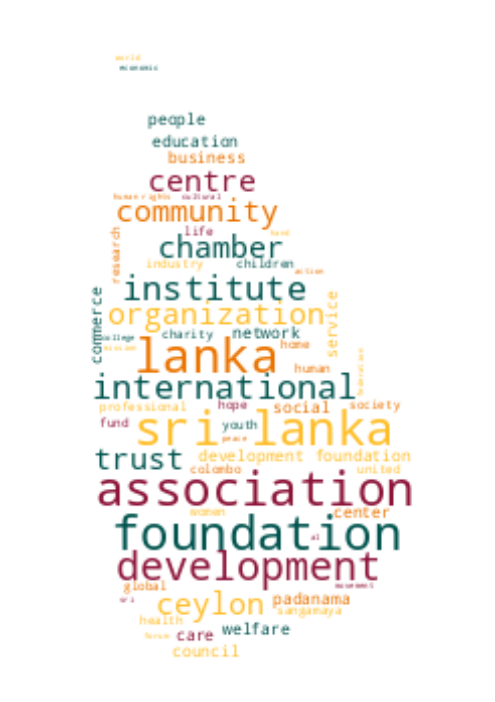 world
economic
people
education
business
centre
human rights cultural
community
life hand
research
chamber
industry children
action
institute
commerce
organization
service
college charity network
mission
home
lanka
human
federation
international
professional hope social society
fund
sri lanka
youth
peace
trust development foundation
colombo united
association
women center
foundation
al
development
global movement
sri
ceylon padanama
sangamaya
health
forum care welfare
council